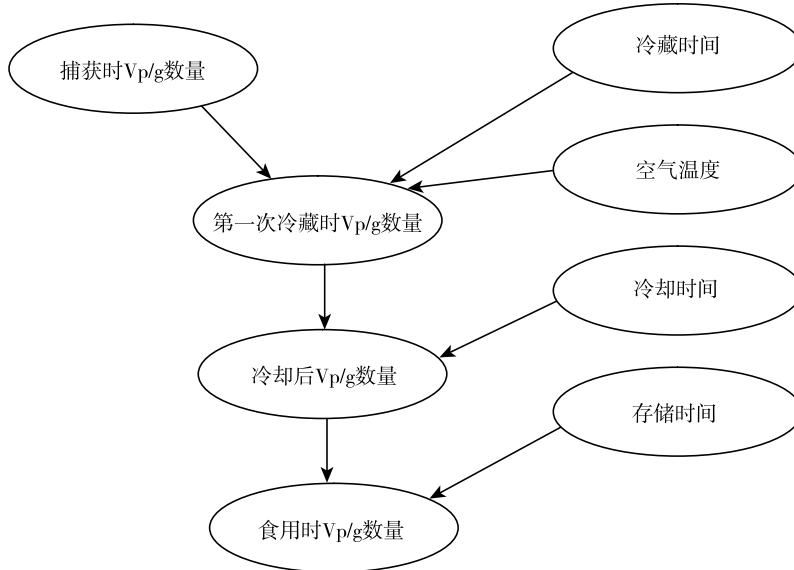 捕获时Vp/g数量
冷藏时间
空气温度
第一次冷藏时Vp/g数量
冷却时间
冷却后Vp/g数量
存储时间
食用时Vp/g数量